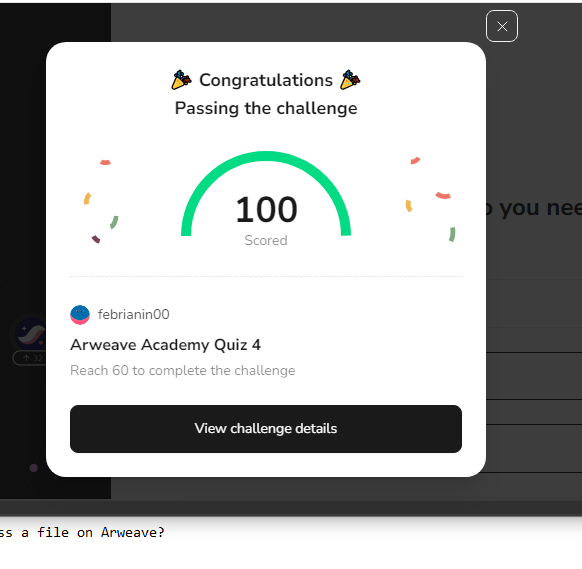 Congratulations
Passing the challenge
100
Scored
you nee
febrianin00
Arweave Academy Quiz 4
32
Reach 60 to complete the challenge
View challenge details
ss a file on Arweave?